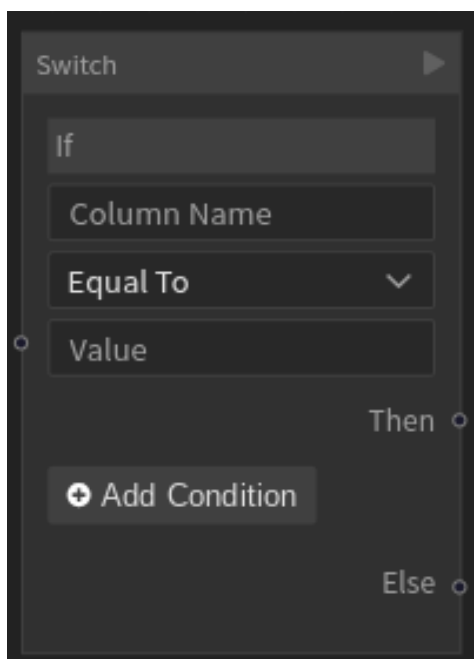 Switch
If
Column Name
Equal To
Value
Then
Add Condition
Else